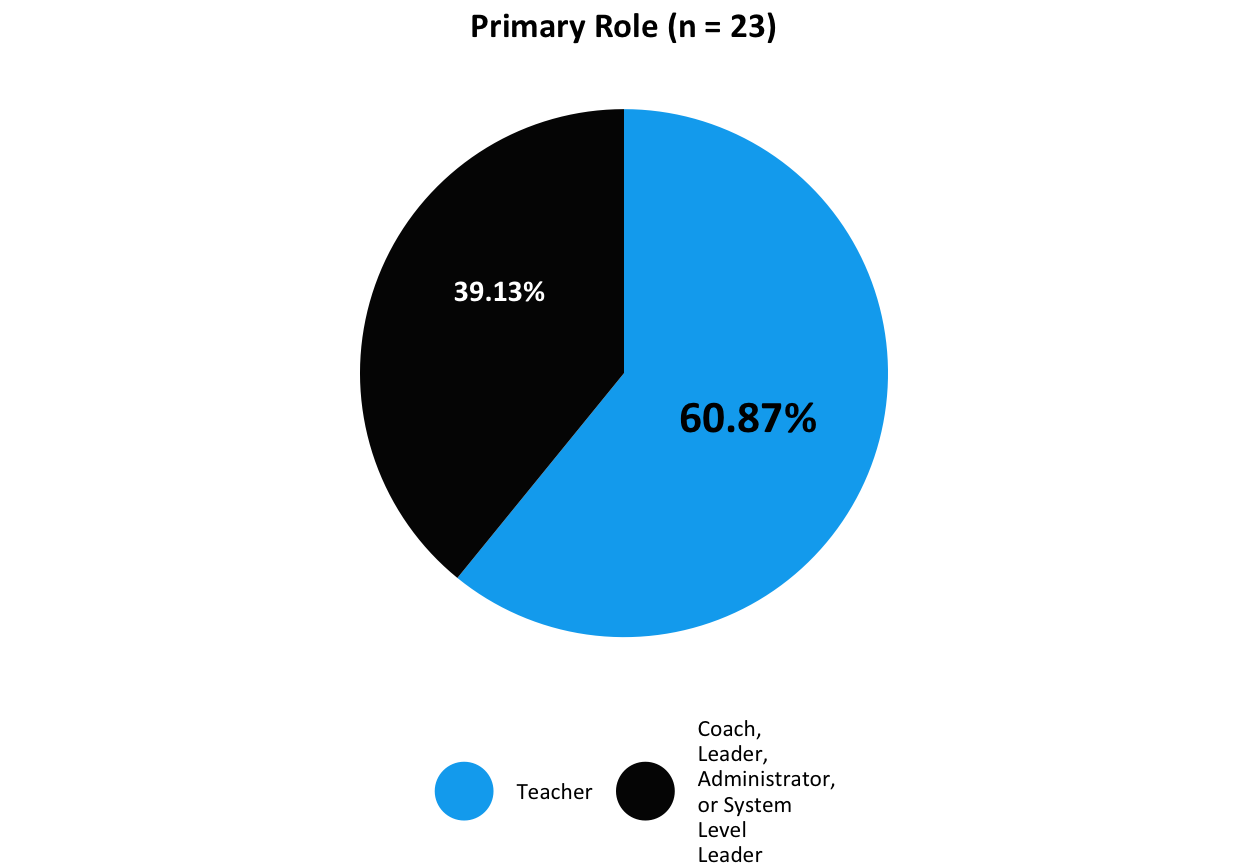 Primary Role (n = 23)
39.13%
60.87%
Teacher
Coach,
Leader,
Administrator,
or System
Level
Leader